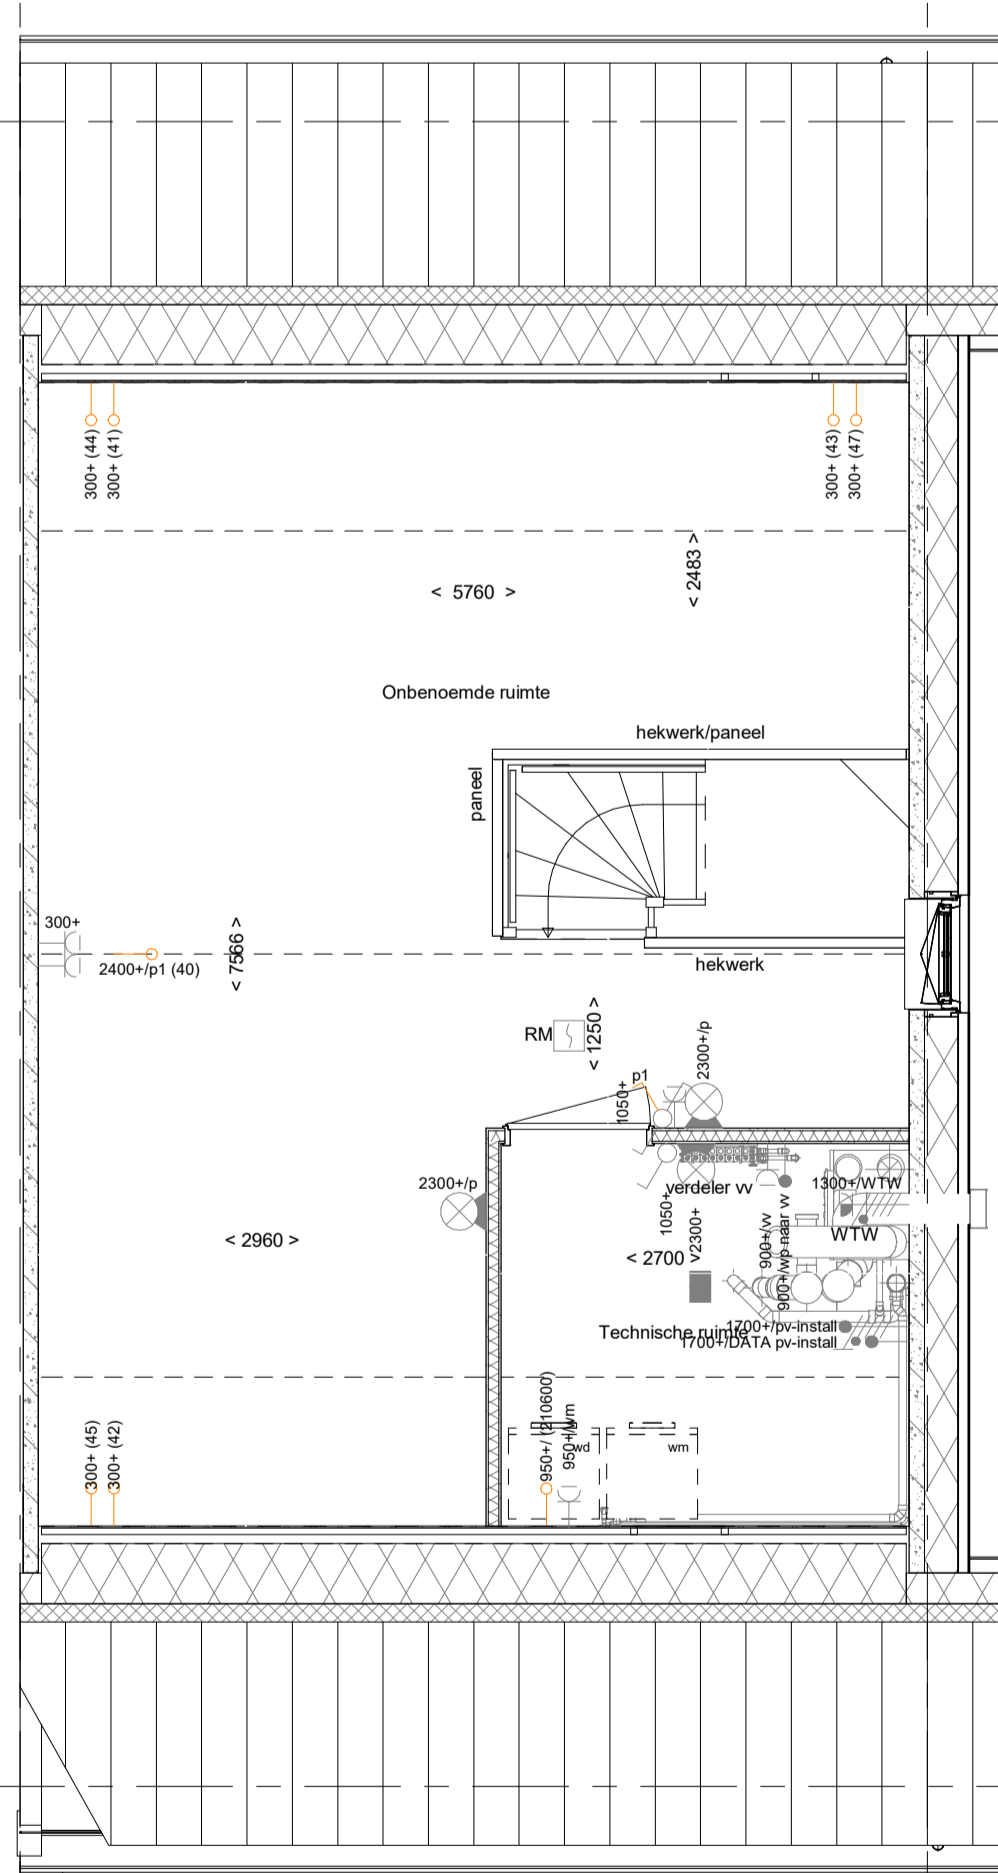 300+ (44)
300+ (41)
300+ (43)
300+ (47)
< 2483 >
< 5760 >
Onbenoemde ruimte
hekwerk/paneel
paneel
300+
2400+/p1 (40)
< 7566 >
hekwerk
RM
< 1250 >
2300+/p
p1
1050+
2300+/p
verdeler vv
1300+/WTW
1050+
2300+
900+/vv
900+/wp naar vv
WTW
< 2960 >
< 2700 >
1700+/pv-install
Technische ruimte
1700+/DATA pv-install
300+ (45)
300+ (42)
950+/ (210600)
950+/wm
wd
wm